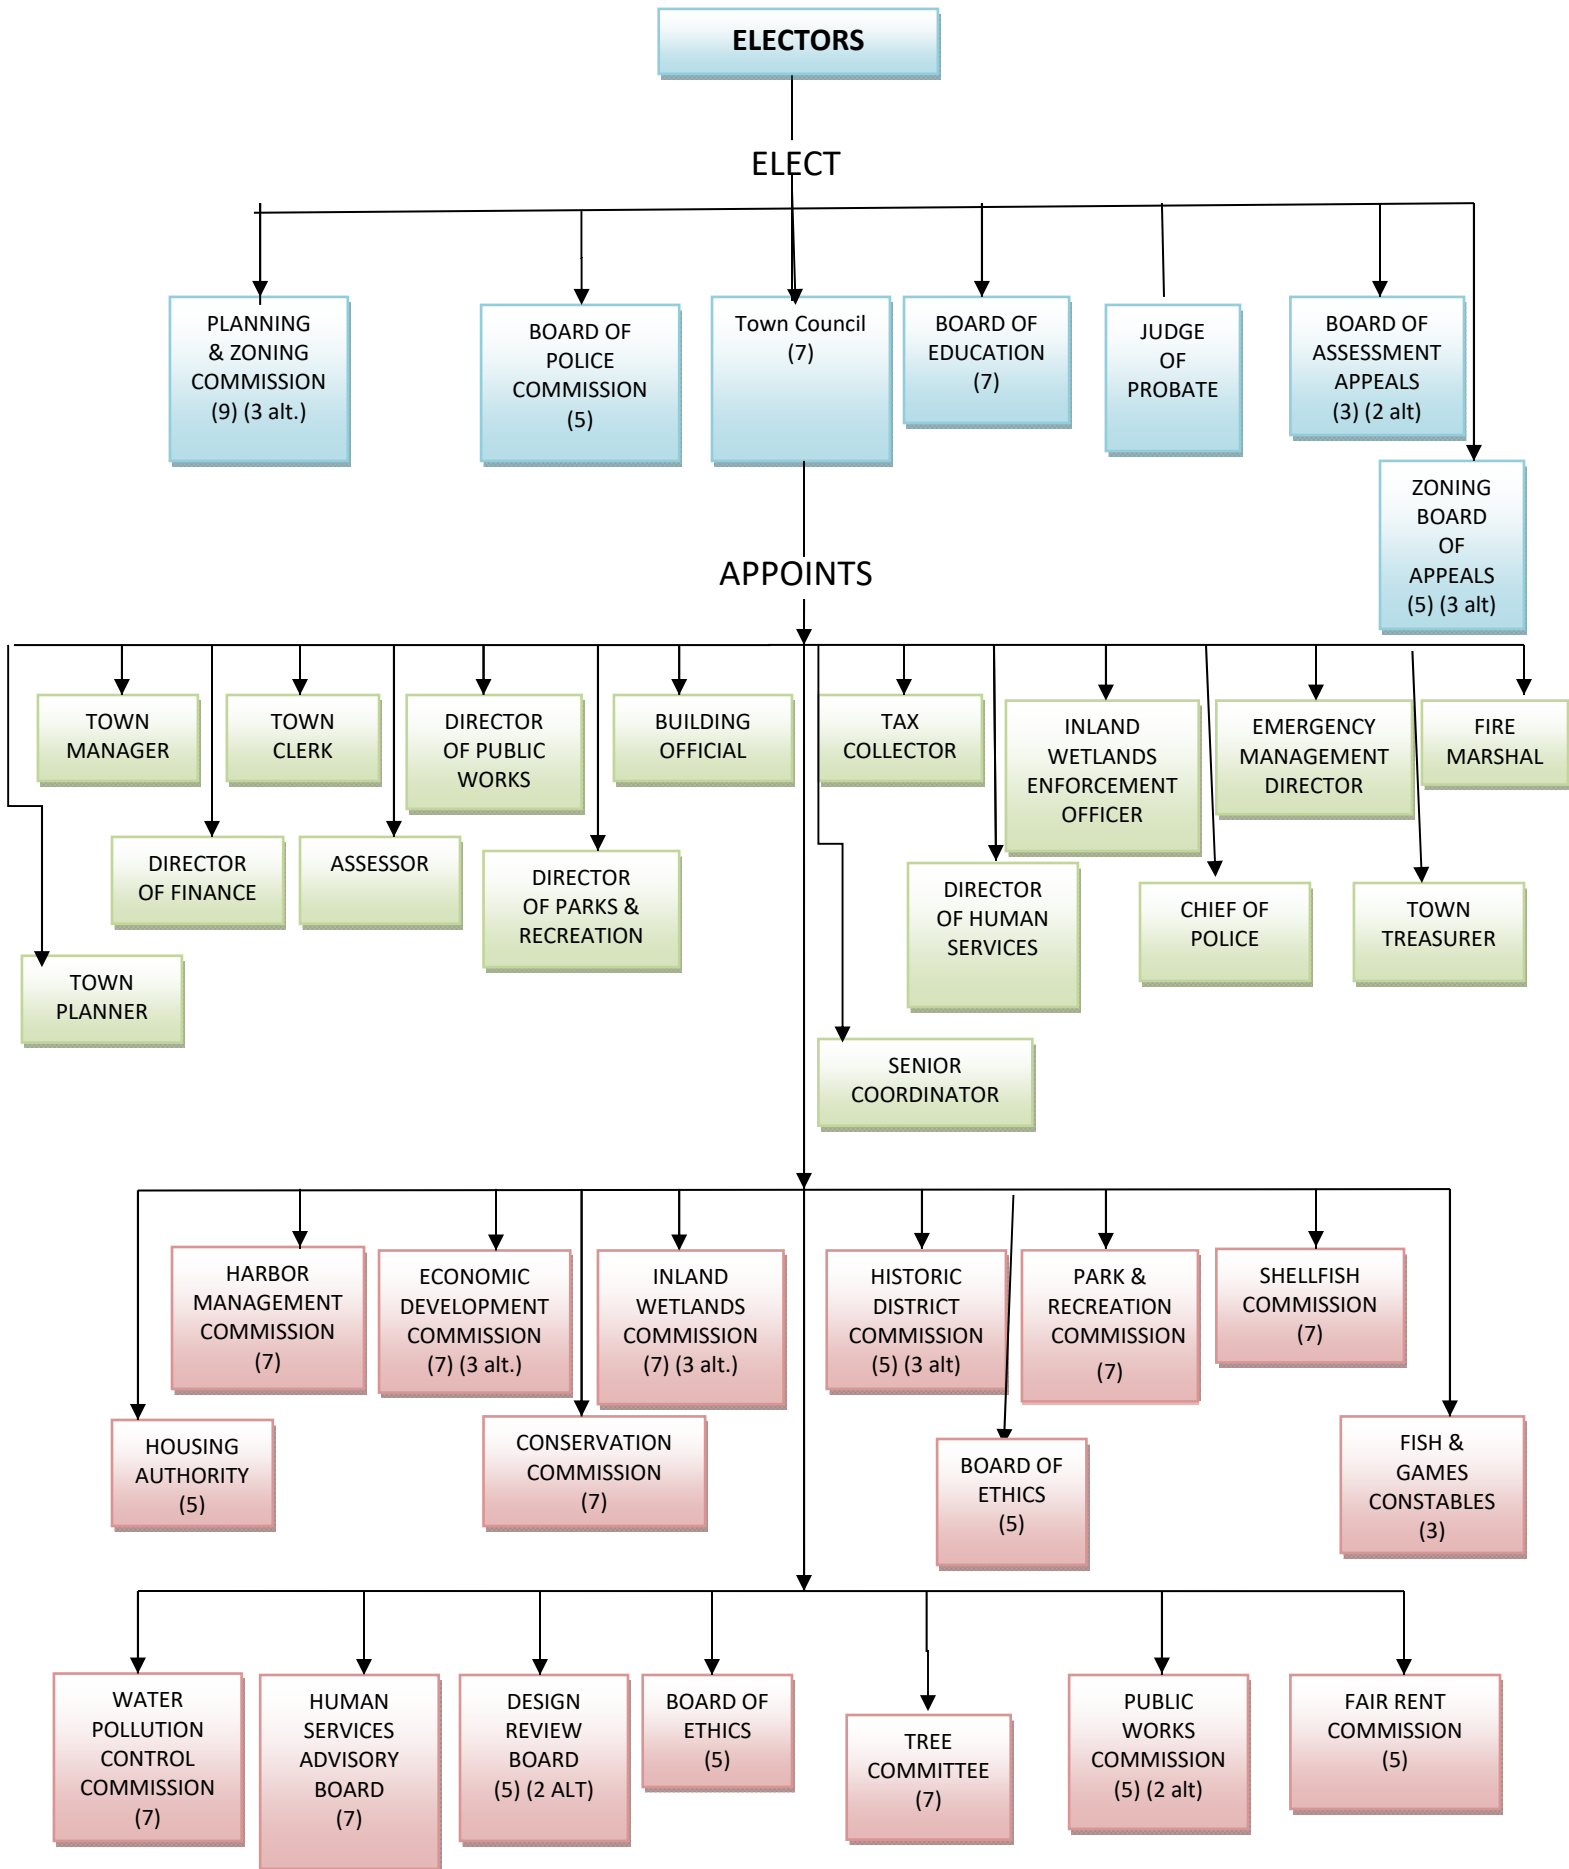 ELECTORS
ELECT
PLANNING
& ZONING
COMMISSION
(9) (3 alt.)
BOARD OF
POLICE
COMMISSION
(5)
Town Council
(7)
BOARD OF
EDUCATION
(7)
JUDGE
OF
PROBATE
BOARD OF
ASSESSMENT
APPEALS
(3) (2 alt)
ZONING
BOARD
OF
APPEALS
(5) (3 alt)
APPOINTS
TOWN
MANAGER
TOWN
CLERK
DIRECTOR
OF PUBLIC
WORKS
BUILDING
OFFICIAL
TAX
COLLECTOR
INLAND
WETLANDS
ENFORCEMENT
OFFICER
EMERGENCY
MANAGEMENT
DIRECTOR
FIRE
MARSHAL
DIRECTOR
OF FINANCE
ASSESSOR
DIRECTOR
OF PARKS &
RECREATION
DIRECTOR
OF HUMAN
SERVICES
CHIEF OF
POLICE
TOWN
TREASURER
TOWN
PLANNER
SENIOR
COORDINATOR
HARBOR
MANAGEMENT
COMMISSION
(7)
ECONOMIC
DEVELOPMENT
COMMISSION
(7) (3 alt.)
INLAND
WETLANDS
COMMISSION
(7) (3 alt.)
HISTORIC
DISTRICT
COMMISSION
(5) (3 alt)
PARK &
RECREATION
COMMISSION
(7)
SHELLFISH
COMMISSION
(7)
HOUSING
AUTHORITY
(5)
CONSERVATION
COMMISSION
(7)
BOARD OF
ETHICS
(5)
FISH &
GAMES
CONSTABLES
(3)
WATER
POLLUTION
CONTROL
COMMISSION
(7)
HUMAN
SERVICES
ADVISORY
BOARD
(7)
DESIGN
REVIEW
BOARD
(5) (2 ALT)
BOARD OF
ETHICS
(5)
TREE
COMMITTEE
(7)
PUBLIC
WORKS
COMMISSION
(5) (2 alt)
FAIR RENT
COMMISSION
(5)